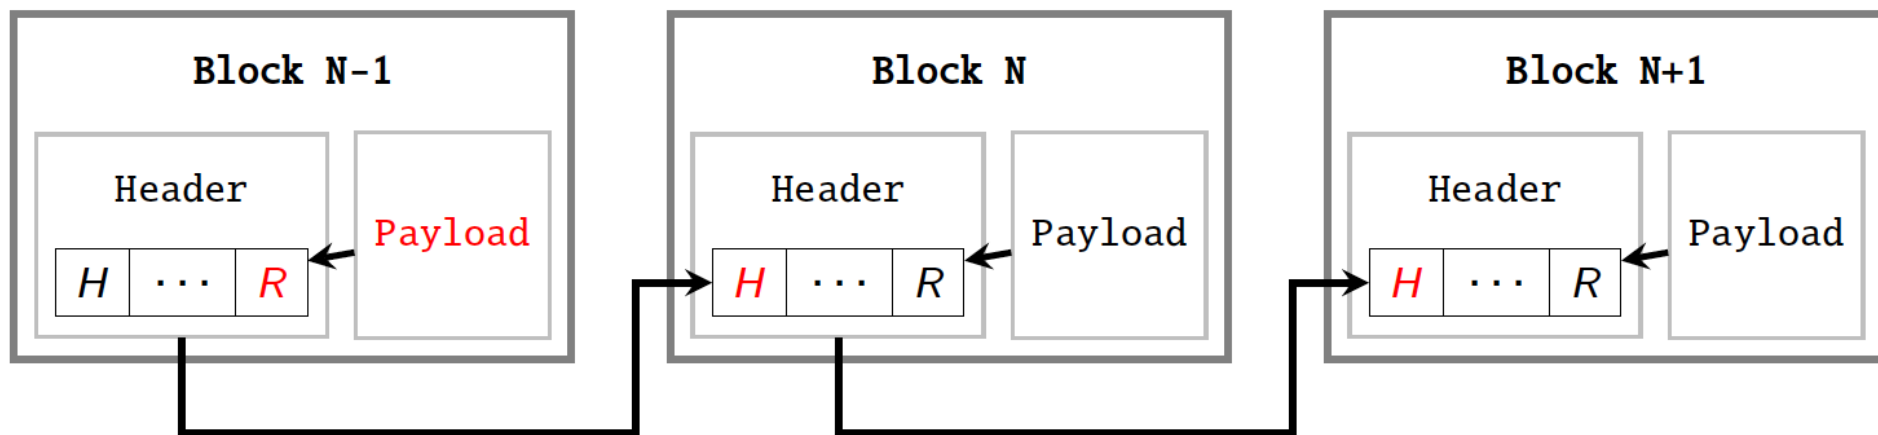 Block N-1
Header
Payload
H ... R
Block N
Header
Payload
H ... R
Block N+1
Header
Payload
H ... R